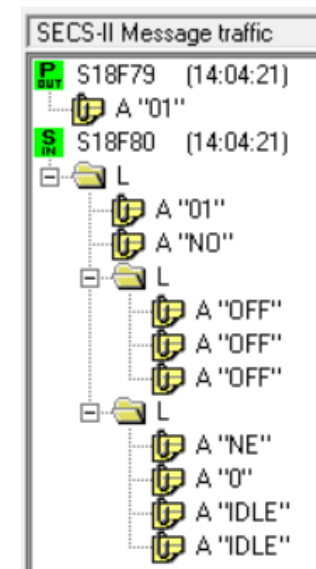 SECS-II Message traffic
P OUT S18F79 (14:04:21)
A "01"
S IN S18F80 (14:04:21)
L
A "01"
A "NO"
L
A "OFF"
A "OFF"
A "OFF"
L
A "NE"
A "0"
A "IDLE"
A "IDLE"